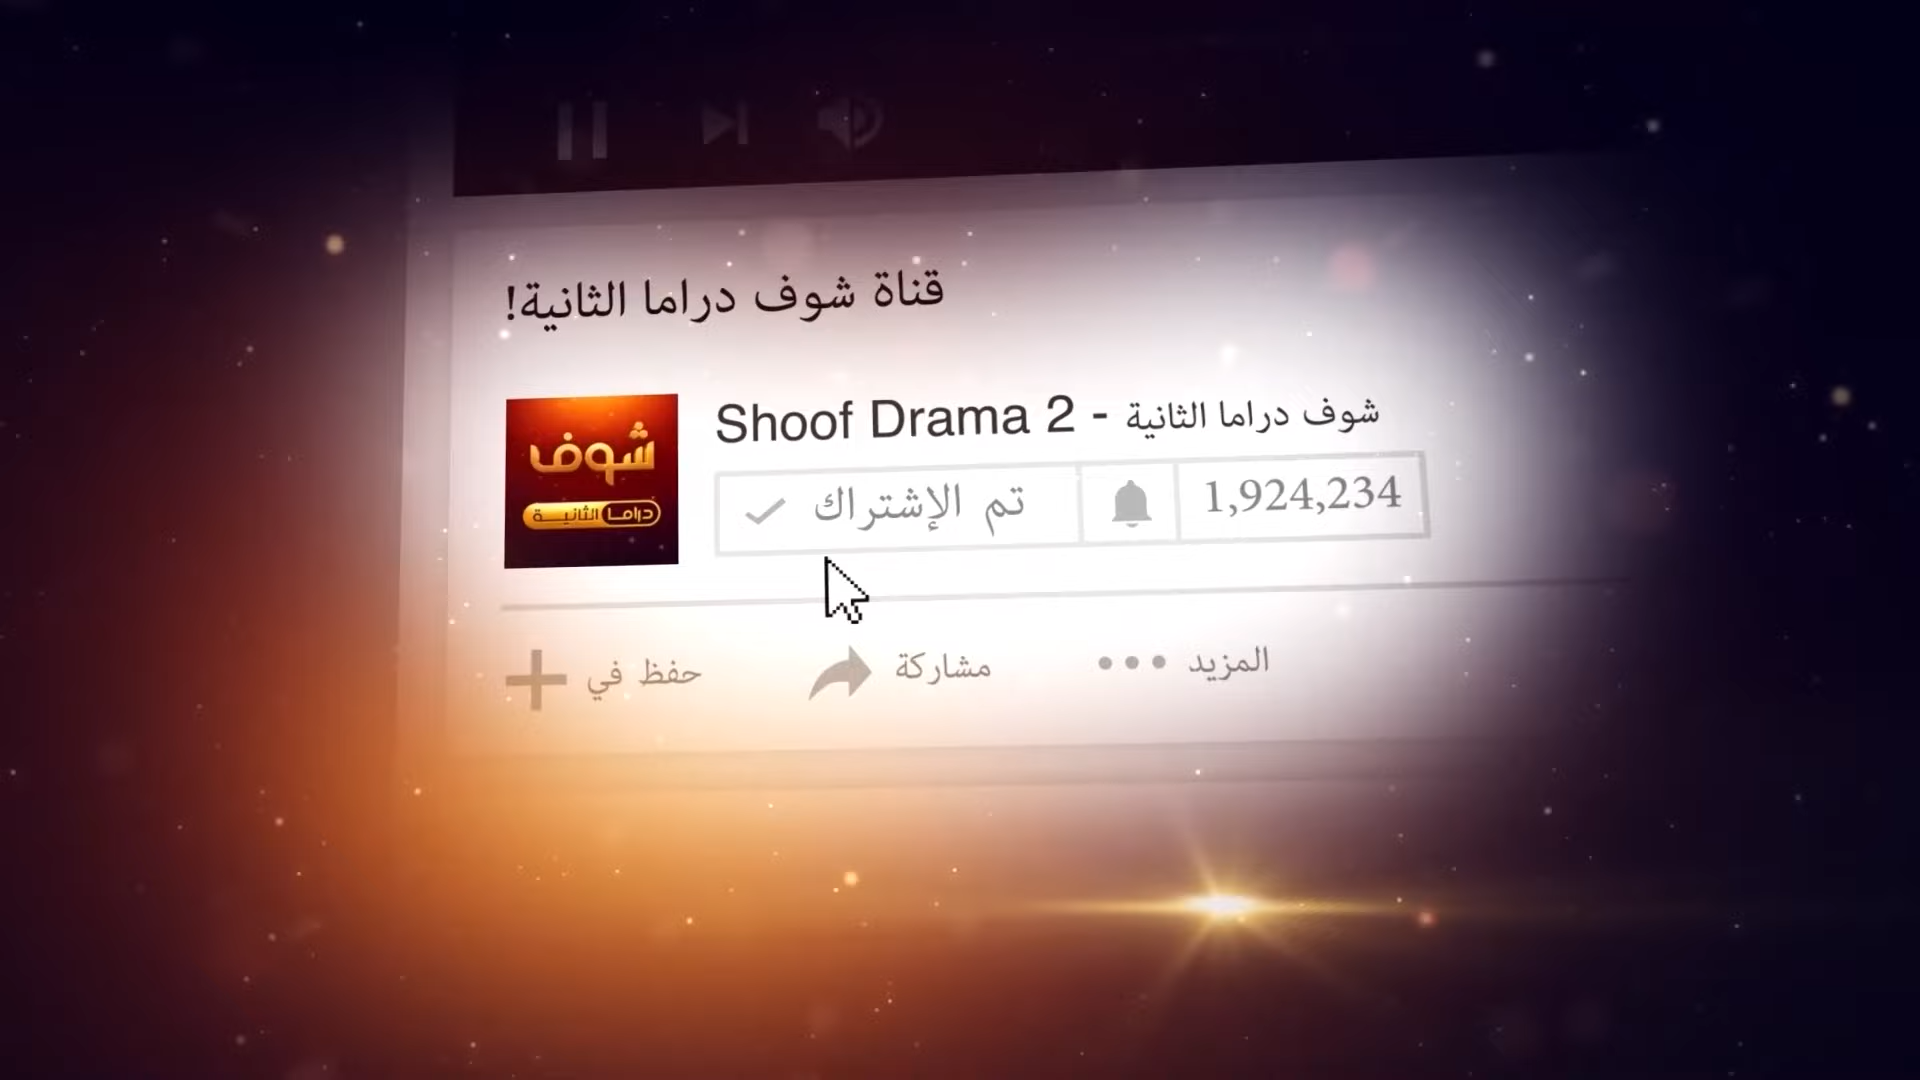 قناة شوف دراما الثانية!
شوف
دراما الثانية
Shoof Drama 2 - شوف دراما الثانية
تم الإشتراك 1,924,234
حفظ في مشاركة المزيد